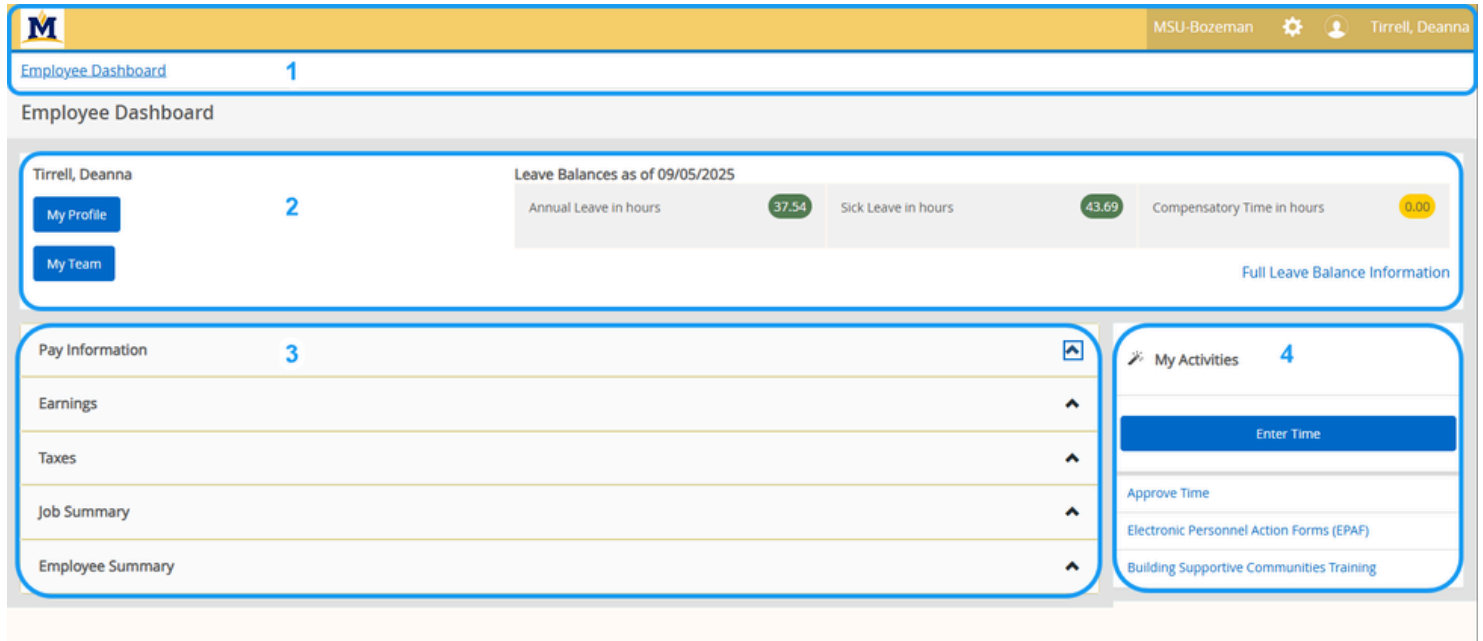 M
MSU-Bozeman Tirrell, Deanna
Employee Dashboard 1
Employee Dashboard
Tirrell, Deanna
2
My Profile
My Team
Leave Balances as of 09/05/2025
Annual Leave in hours 37.54 Sick Leave in hours 43.69 Compensatory Time in hours 0.00
Full Leave Balance Information
Pay Information 3
Earnings
Taxes
Job Summary
Employee Summary
My Activities 4
Enter Time
Approve Time
Electronic Personnel Action Forms (EPAF)
Building Supportive Communities Training